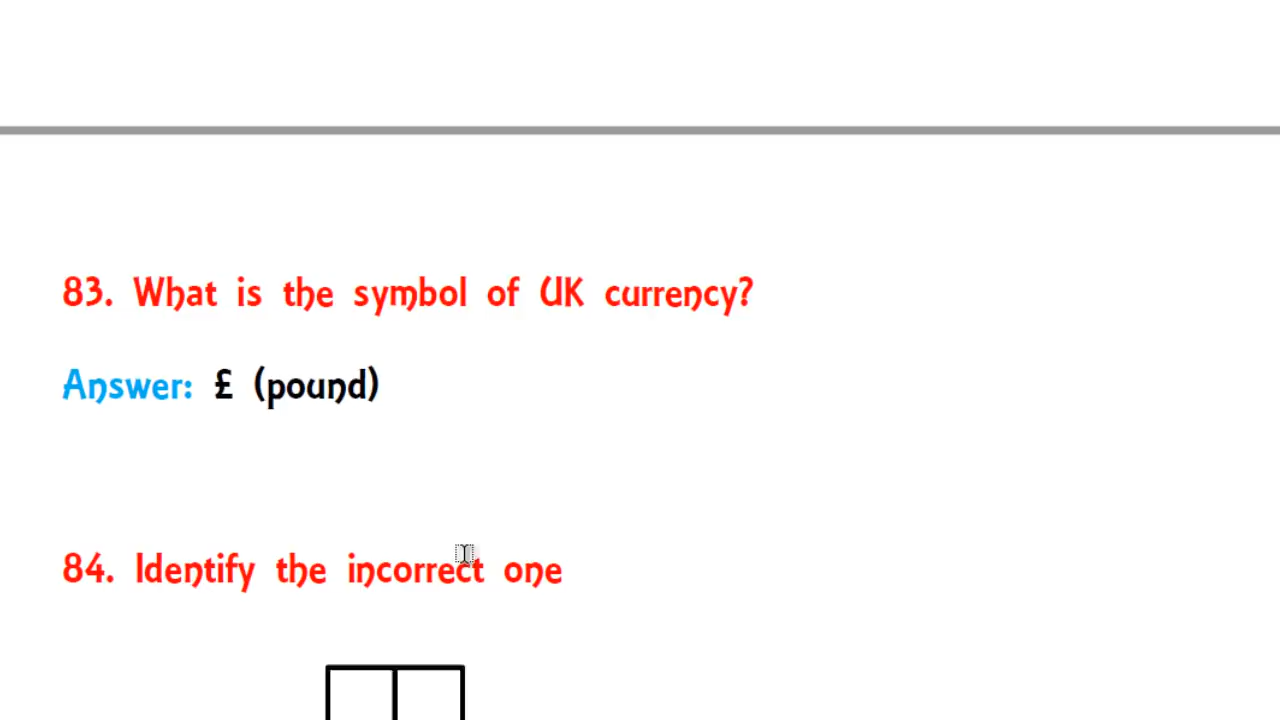 83. What is the symbol of UK currency?
Answer: £ (pound)
84. Identify the incorrect one